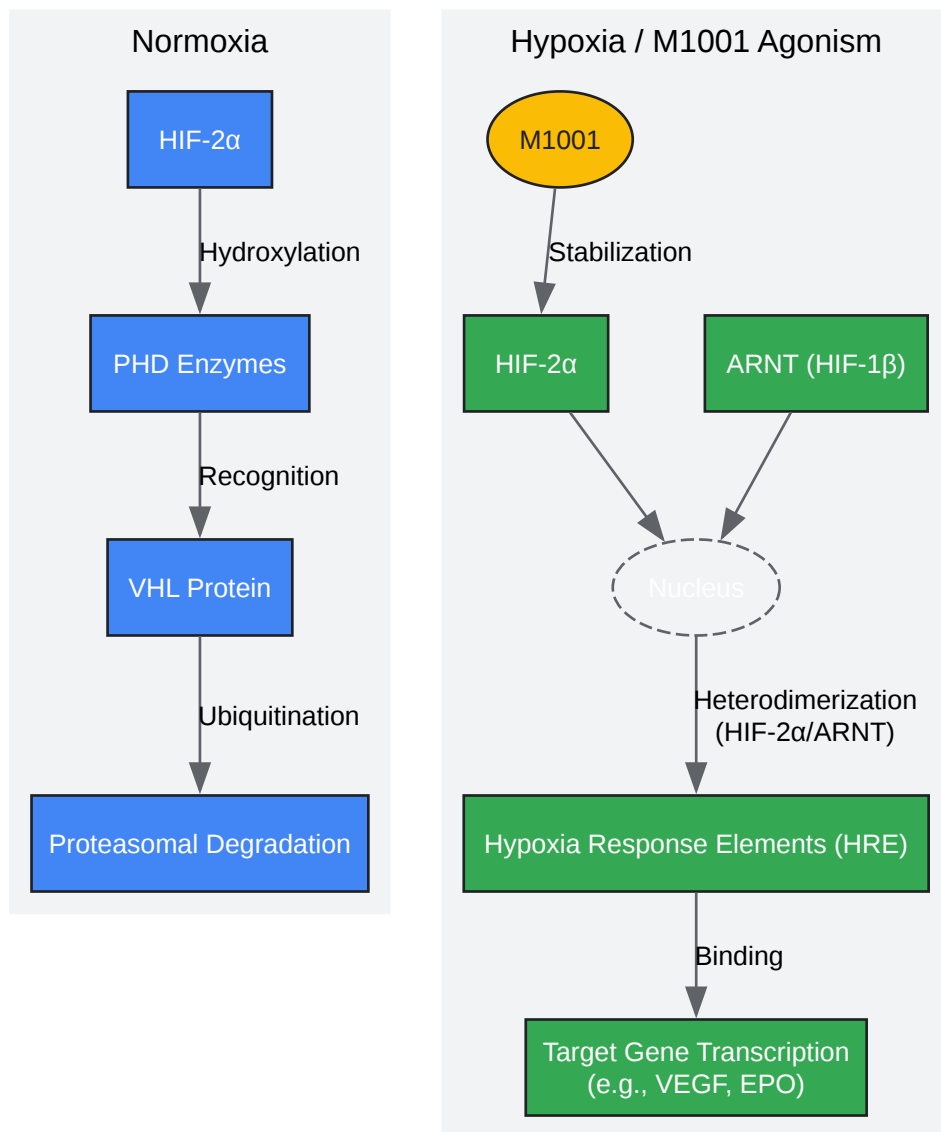 Normoxia
HIF-2α
Hydroxylation
PHD Enzymes
Recognition
VHL Protein
Ubiquitination
Proteasomal Degradation
Hypoxia / M1001 Agonism
M1001
Stabilization
HIF-2α
ARNT (HIF-1β)
Nucleus
Heterodimerization
(HIF-2α/ARNT)
Hypoxia Response Elements (HRE)
Binding
Target Gene Transcription
(e.g., VEGF, EPO)